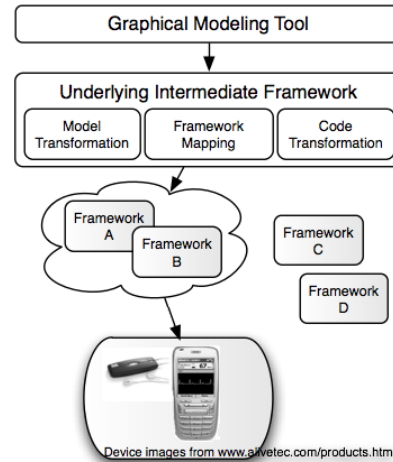 Graphical Modeling Tool
Underlying Intermediate Framework
Model
Transformation
Framework
Mapping
Code
Transformation
Framework
A
Framework
B
Framework
C
Framework
D
Device images from www.alivetec.com/products.htm